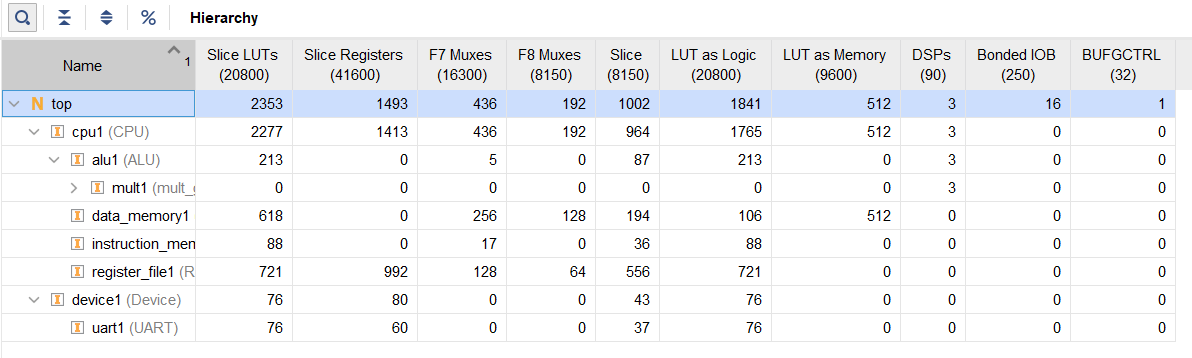 Hierarchy
Name 1 Slice LUTs (20800) Slice Registers (41600) F7 Muxes (16300) F8 Muxes (8150) Slice (8150) LUT as Logic (20800) LUT as Memory (9600) DSPs (90) Bonded IOB (250) BUFGCTRL (32)
N top 2353 1493 436 192 1002 1841 512 3 16 1
I cpu1 (CPU) 2277 1413 436 192 964 1765 512 3 0 0
I alu1 (ALU) 213 0 5 0 87 213 0 3 0 0
I mult1 (mult_g 0 0 0 0 0 0 0 3 0 0
I data_memory1 618 0 256 128 194 106 512 0 0 0
I instruction_mem 88 0 17 0 36 88 0 0 0 0
I register_file1 (R 721 992 128 64 556 721 0 0 0 0
I device1 (Device) 76 80 0 0 43 76 0 0 0 0
I uart1 (UART) 76 60 0 0 37 76 0 0 0 0